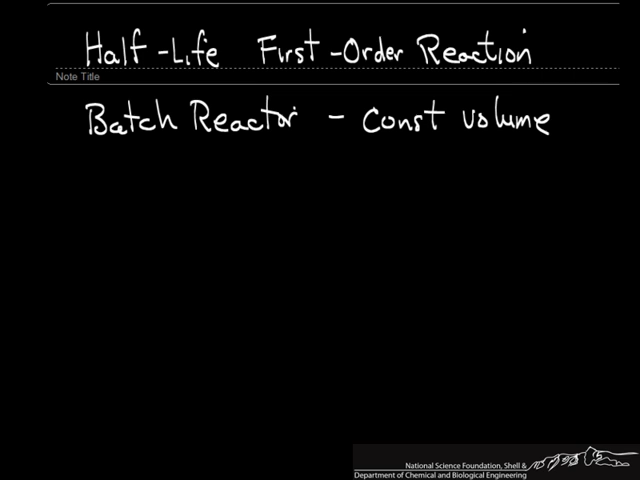 Half-Life First-Order Reaction
Note Title
Batch Reactor - Const volume
National Science Foundation, Shell &
Department of Chemical and Biological Engineering